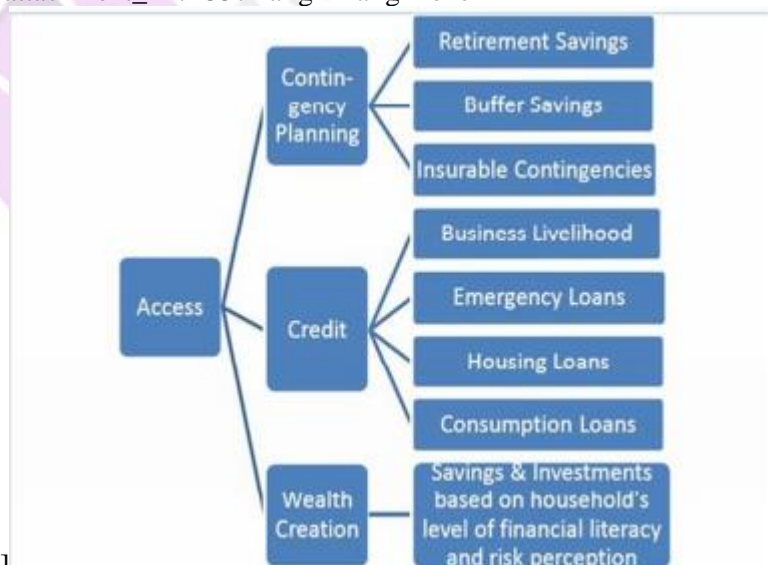 Retirement Savings
Contin-
gency
Planning
Buffer Savings
Insurable Contingencies
Business Livelihood
Access
Credit
Emergency Loans
Housing Loans
Consumption Loans
Wealth
Creation
Savings & Investments
based on household's
level of financial literacy
and risk perception
]